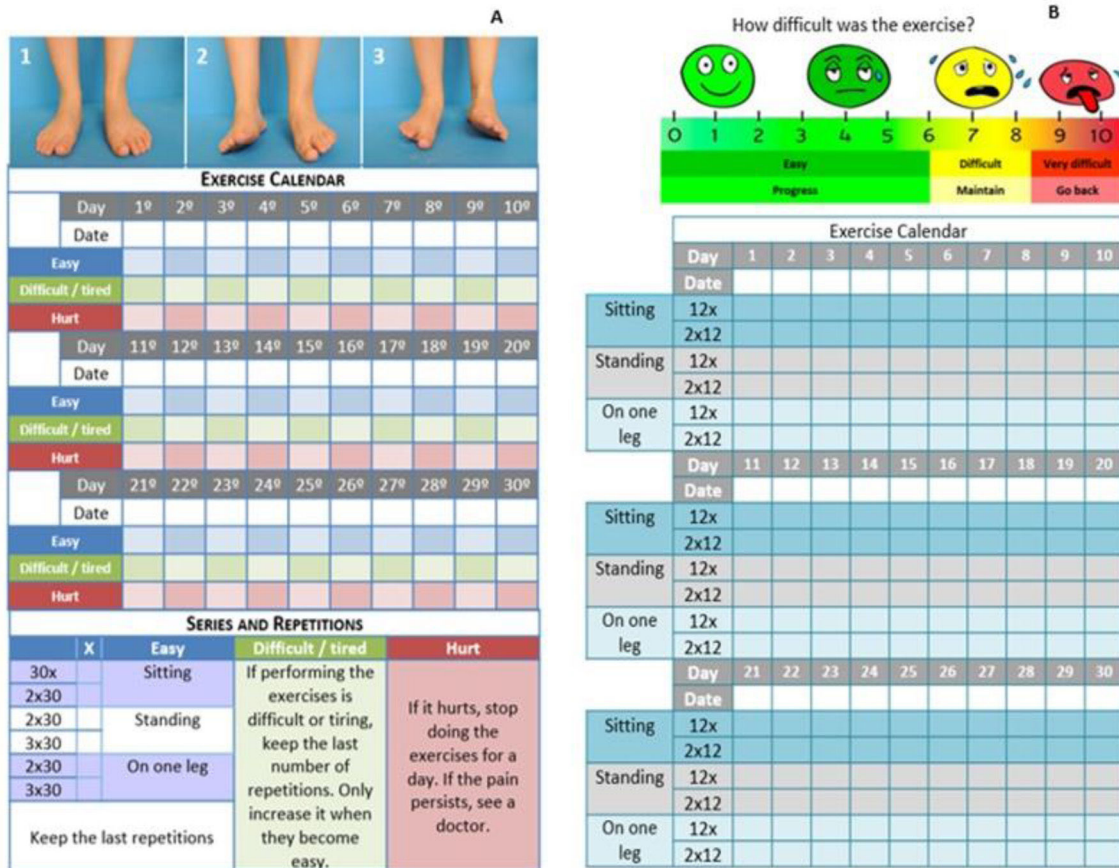 A
1 2 3
EXERCISE CALENDAR
Day 1º 2º 3º 4º 5º 6º 7º 8º 9º 10º
Date
Easy
Difficult / tired
Hurt
Day 11º 12º 13º 14º 15º 16º 17º 18º 19º 20º
Date
Easy
Difficult / tired
Hurt
Day 21º 22º 23º 24º 25º 26º 27º 28º 29º 30º
Date
Easy
Difficult / tired
Hurt
SERIES AND REPETITIONS
X Easy Difficult / tired Hurt
30x Sitting
2x30
2x30 Standing
3x30
2x30 On one leg
3x30
Keep the last repetitions
If performing the
exercises is
difficult or tiring,
keep the last
number of
repetitions. Only
increase it when
they become
easy.
If it hurts, stop
doing the
exercises for a
day. If the pain
persists, see a
doctor.
B
How difficult was the exercise?
0 1 2 3 4 5 6 7 8 9 10
Easy Difficult Very difficult
Progress Maintain Go back
Exercise Calendar
Day 1 2 3 4 5 6 7 8 9 10
Date
Sitting 12x
2x12
Standing 12x
2x12
On one 12x
leg 2x12
Day 11 12 13 14 15 16 17 18 19 20
Date
Sitting 12x
2x12
Standing 12x
2x12
On one 12x
leg 2x12
Day 21 22 23 24 25 26 27 28 29 30
Date
Sitting 12x
2x12
Standing 12x
2x12
On one 12x
leg 2x12